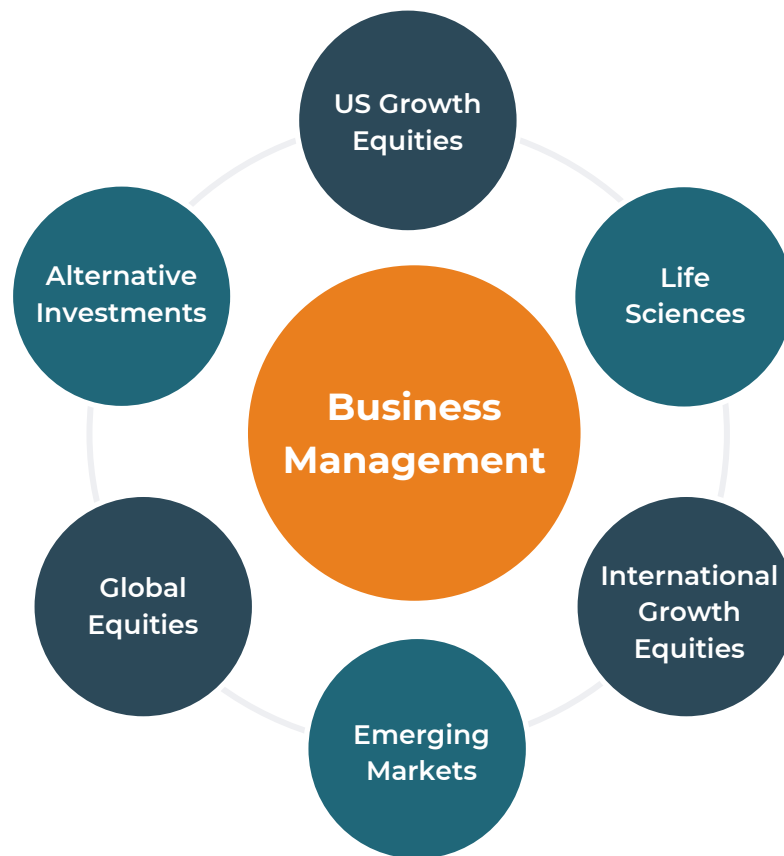 US Growth
Equities
Alternative
Investments
Life
Sciences
Business
Management
Global
Equities
International
Growth
Equities
Emerging
Markets